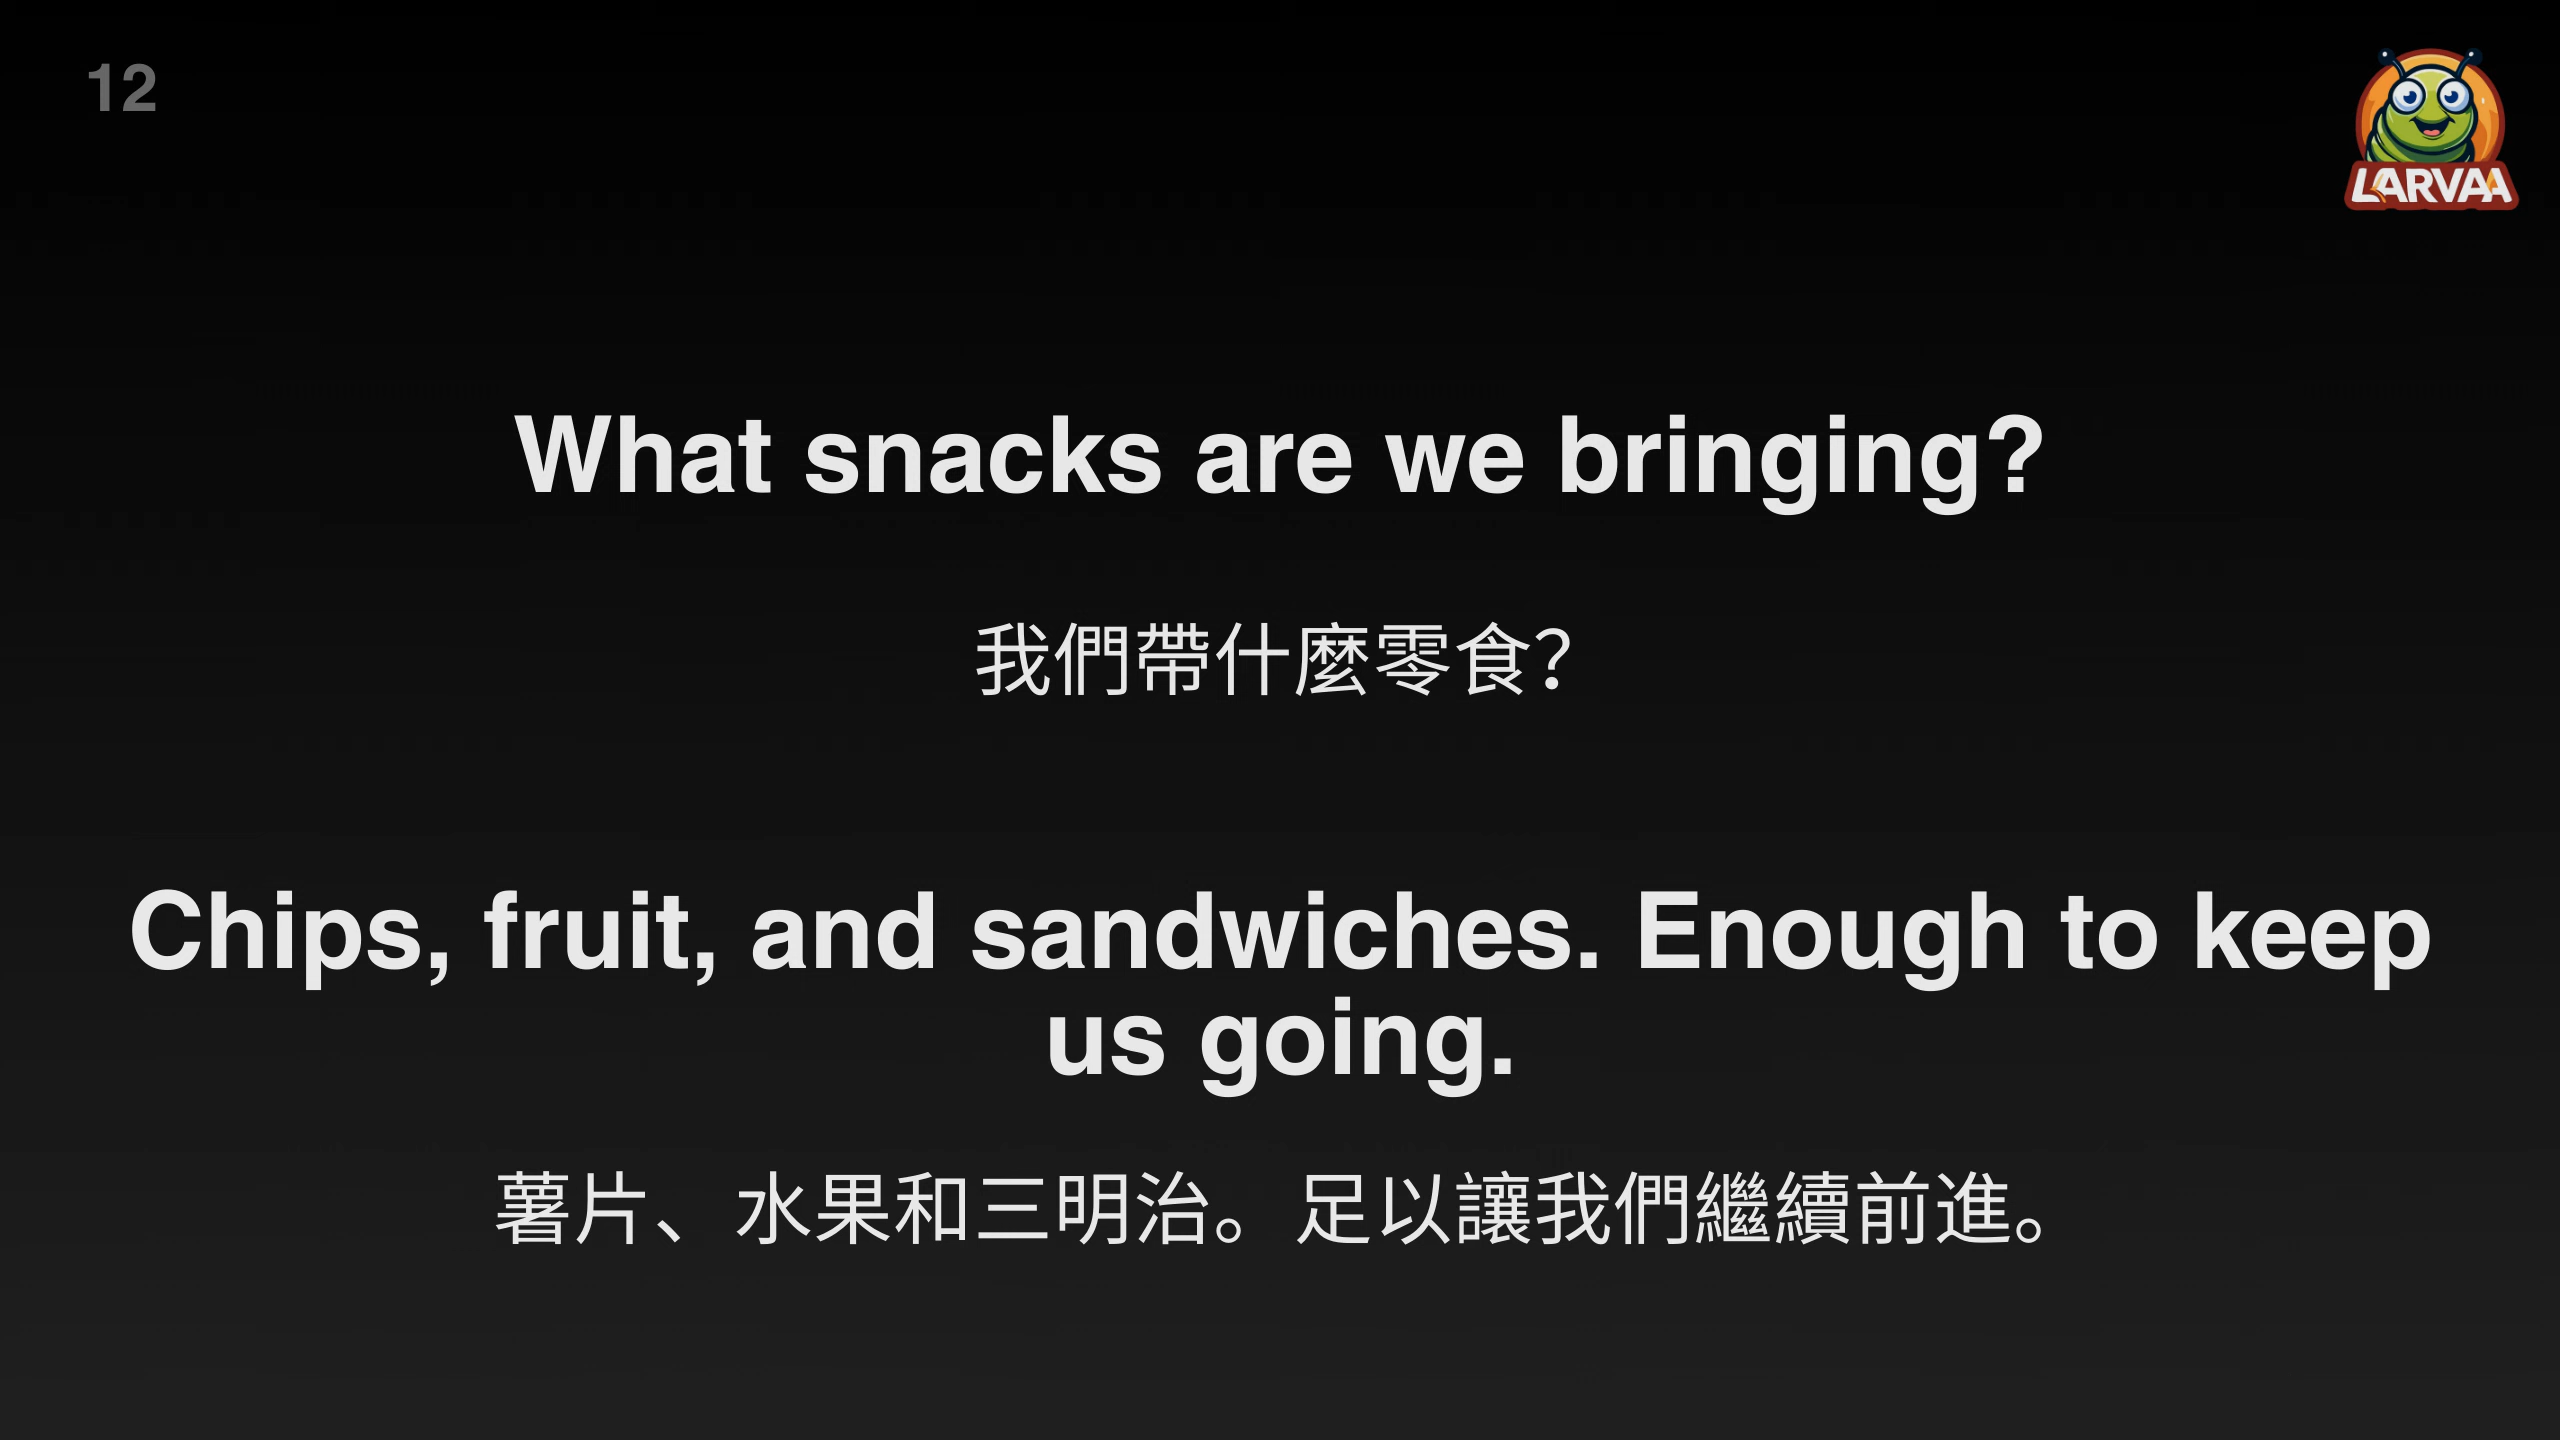 12
LARVAA
What snacks are we bringing?
我們帶什麼零食?
Chips, fruit, and sandwiches. Enough to keep
us going.
薯片、水果和三明治。足以讓我們繼續前進。